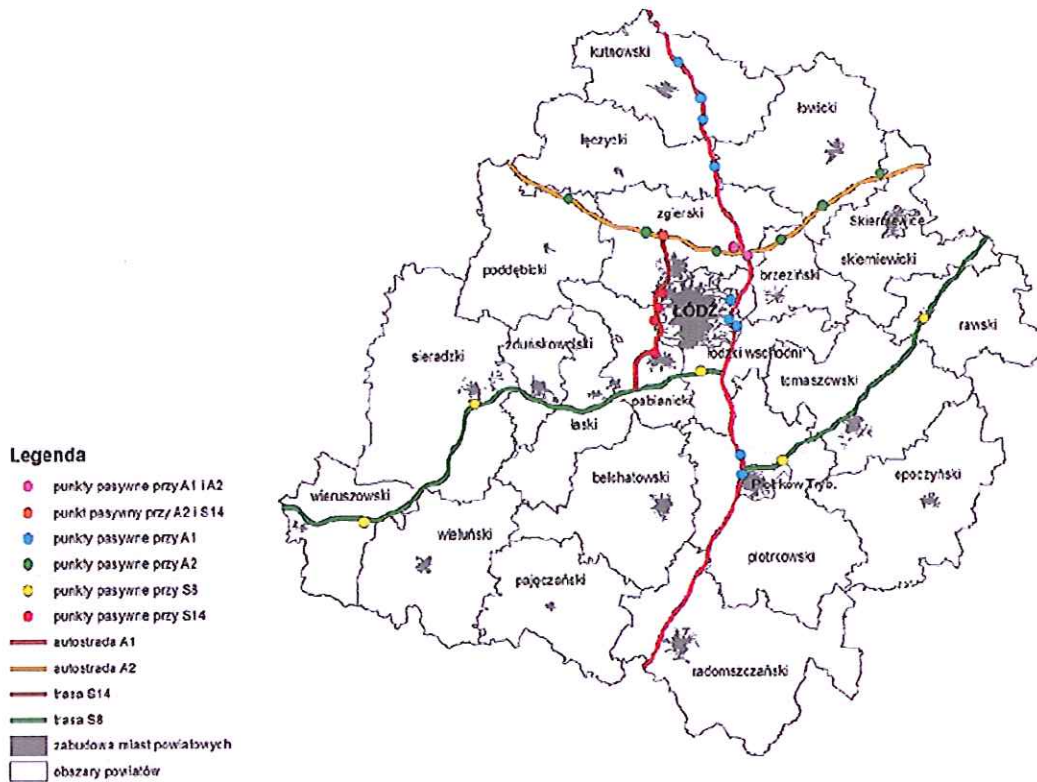 kutnowski
łowicki
łęczycki
zgierski
Skierniewice
skierniewicki
brzeziński
poddębicki
ŁÓDŹ
rawski
zduńskowolski
sieradzki
łódzki wschodni
tomaszowski
pabianicki
łaski
Legenda
punkty pasywne przy A1 i A2
punkt pasywny przy A2 i S14
punkty pasywne przy A1
punkty pasywne przy A2
punkty pasywne przy S8
punkty pasywne przy S14
autostrada A1
autostrada A2
trasa S14
trasa S8
zabudowa miast powiatowych
obszary powiatów
wieruszowski
bełchatowski
Piotrków Tryb.
opoczyński
wieluński
piotrkowski
pajęczański
radomszczański